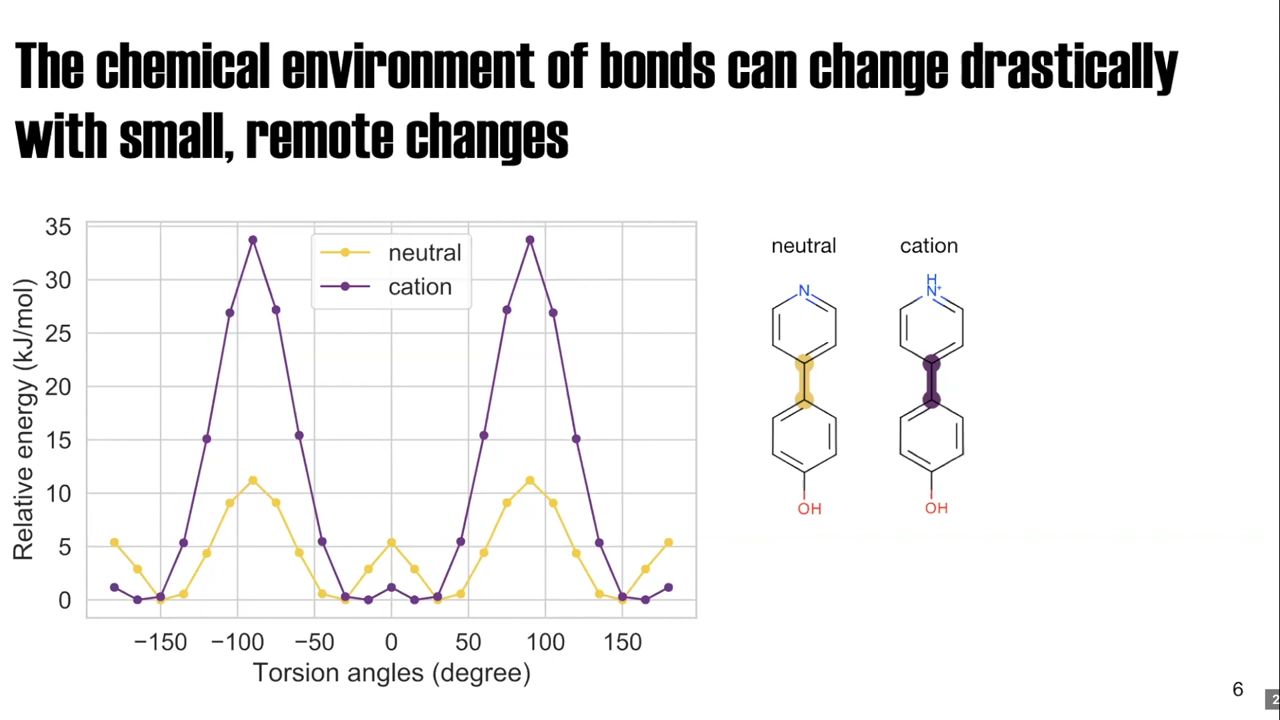 The chemical environment of bonds can change drastically
with small, remote changes
35
30
25
20
15
10
5
0
Relative energy (kJ/mol)
neutral
cation
−150
−100
−50
0
50
100
150
Torsion angles (degree)
neutral
cation
N
H
N+
OH
OH
6
2